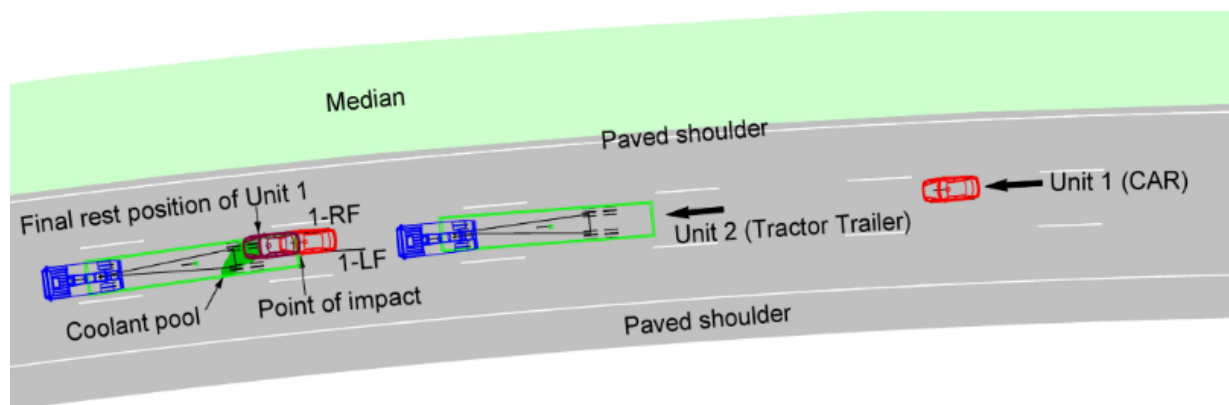 Median
Paved shoulder
Unit 1 (CAR)
Final rest position of Unit 1
1-RF
Unit 2 (Tractor Trailer)
1-LF
Point of impact
Coolant pool
Paved shoulder